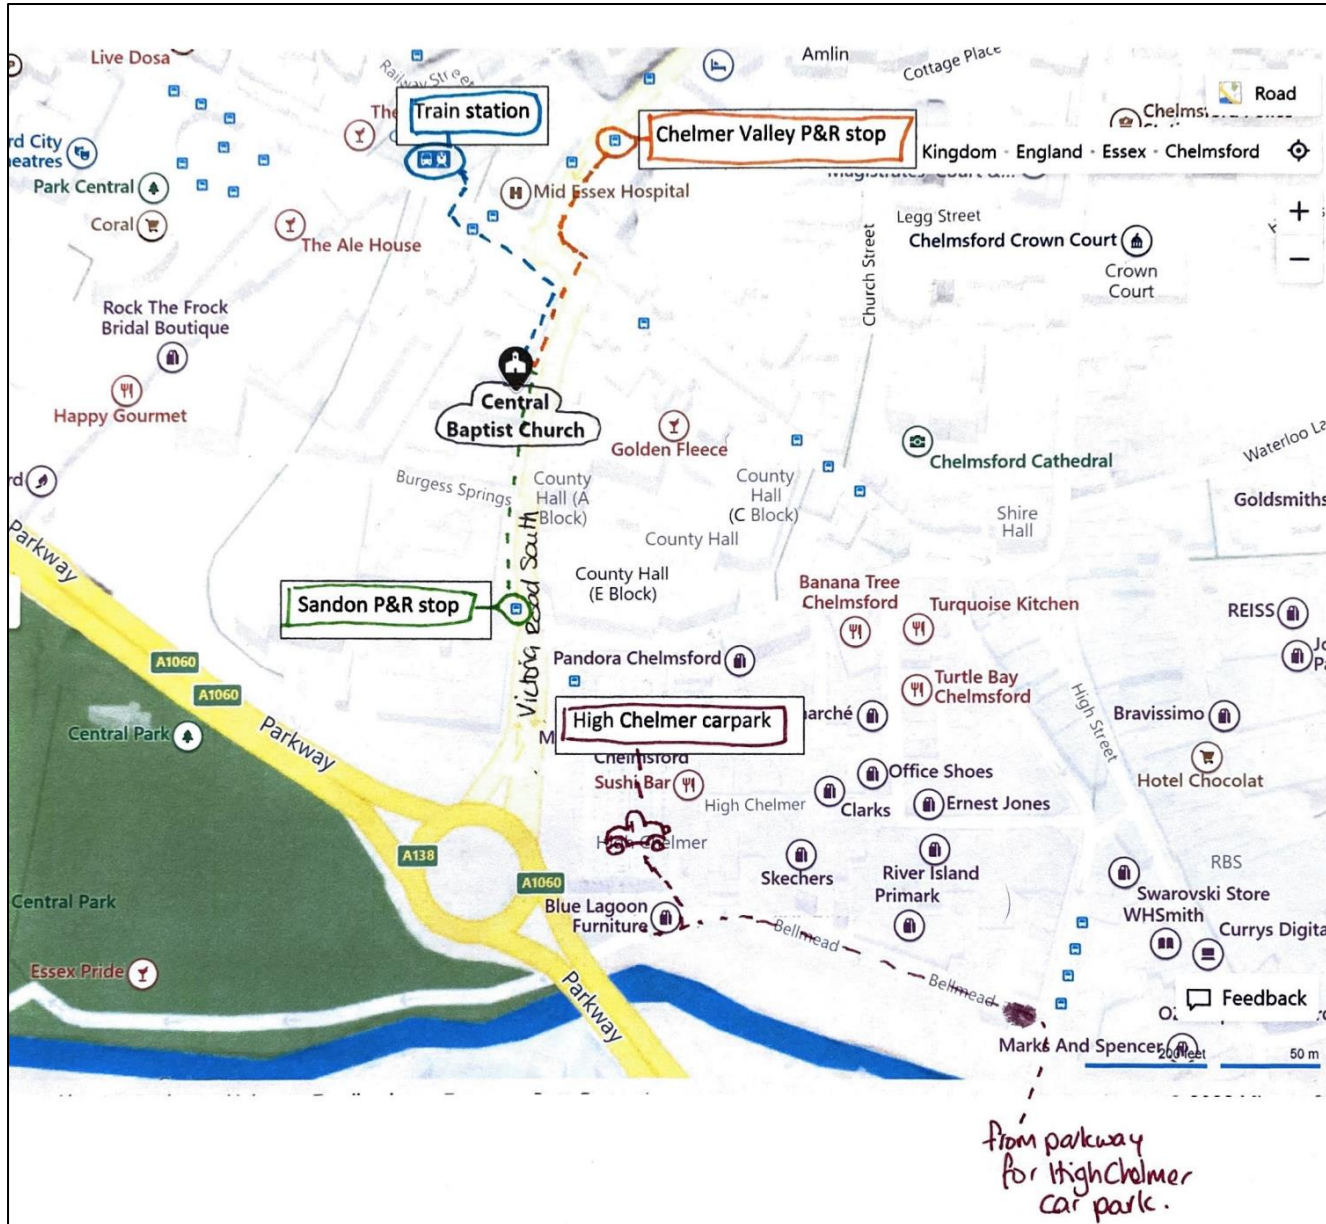 Live Dosa
Railway Street
Amlin
Cottage Place
Road
Train station
Chelmer Valley P&R stop
Kingdom - England - Essex - Chelmsford
Park Central
Mid Essex Hospital
Coral
The Ale House
Legg Street
Church Street
Chelmsford Crown Court
Crown
Court
Rock The Frock
Bridal Boutique
Happy Gourmet
Central
Baptist Church
Golden Fleece
Chelmsford Cathedral
Waterloo La
Burgess Springs
County
Hall (A
Block)
County
Hall
(C Block)
Goldsmiths
Shire
Hall
County Hall
County Hall
(E Block)
Parkway
Victoria Road South
Sandon P&R stop
Banana Tree
Chelmsford
Turquoise Kitchen
REISS
A1060
A1060
Pandora Chelmsford
Turtle Bay
Chelmsford
High Street
Central Park
Parkway
High Chelmer carpark
arché
Bravissimo
Chelmsford
Sushi Bar
High Chelmer
Office Shoes
Clarks
Ernest Jones
Hotel Chocolat
High Chelmer
A138
A1060
Skechers
River Island
Primark
RBS
Swarovski Store
WHSmith
Currys Digita
Central Park
Blue Lagoon
Furniture
Bellmead
Bellmead
Essex Pride
Parkway
Feedback
Marks And Spencer
200 feet
50 m
from parkway
for High Chelmer
car park.